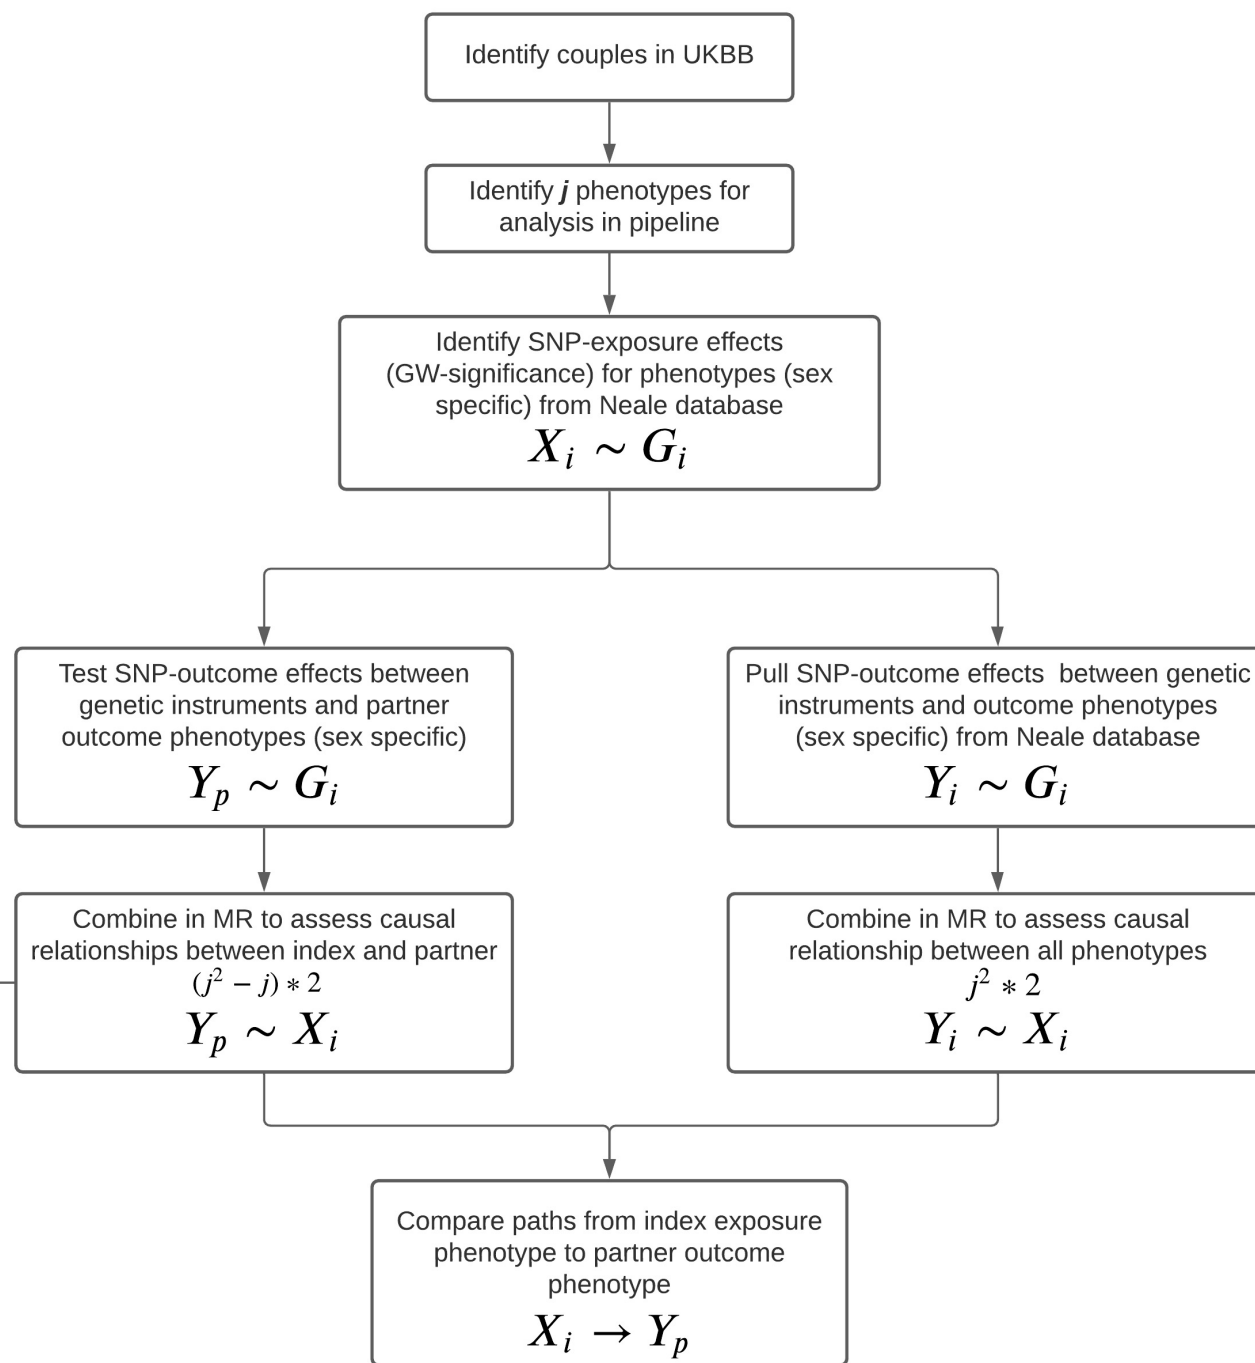 Identify couples in UKBB
Identify j phenotypes for
analysis in pipeline
Identify SNP-exposure effects
(GW-significance) for phenotypes (sex
specific) from Neale database
X_i ~ G_i
Test SNP-outcome effects between
genetic instruments and partner
outcome phenotypes (sex specific)
Y_p ~ G_i
Pull SNP-outcome effects  between genetic
instruments and outcome phenotypes
(sex specific) from Neale database
Y_i ~ G_i
Combine in MR to assess causal
relationships between index and partner
(j² − j) * 2
Y_p ~ X_i
Combine in MR to assess causal
relationship between all phenotypes
j² * 2
Y_i ~ X_i
Compare paths from index exposure
phenotype to partner outcome
phenotype
X_i → Y_p